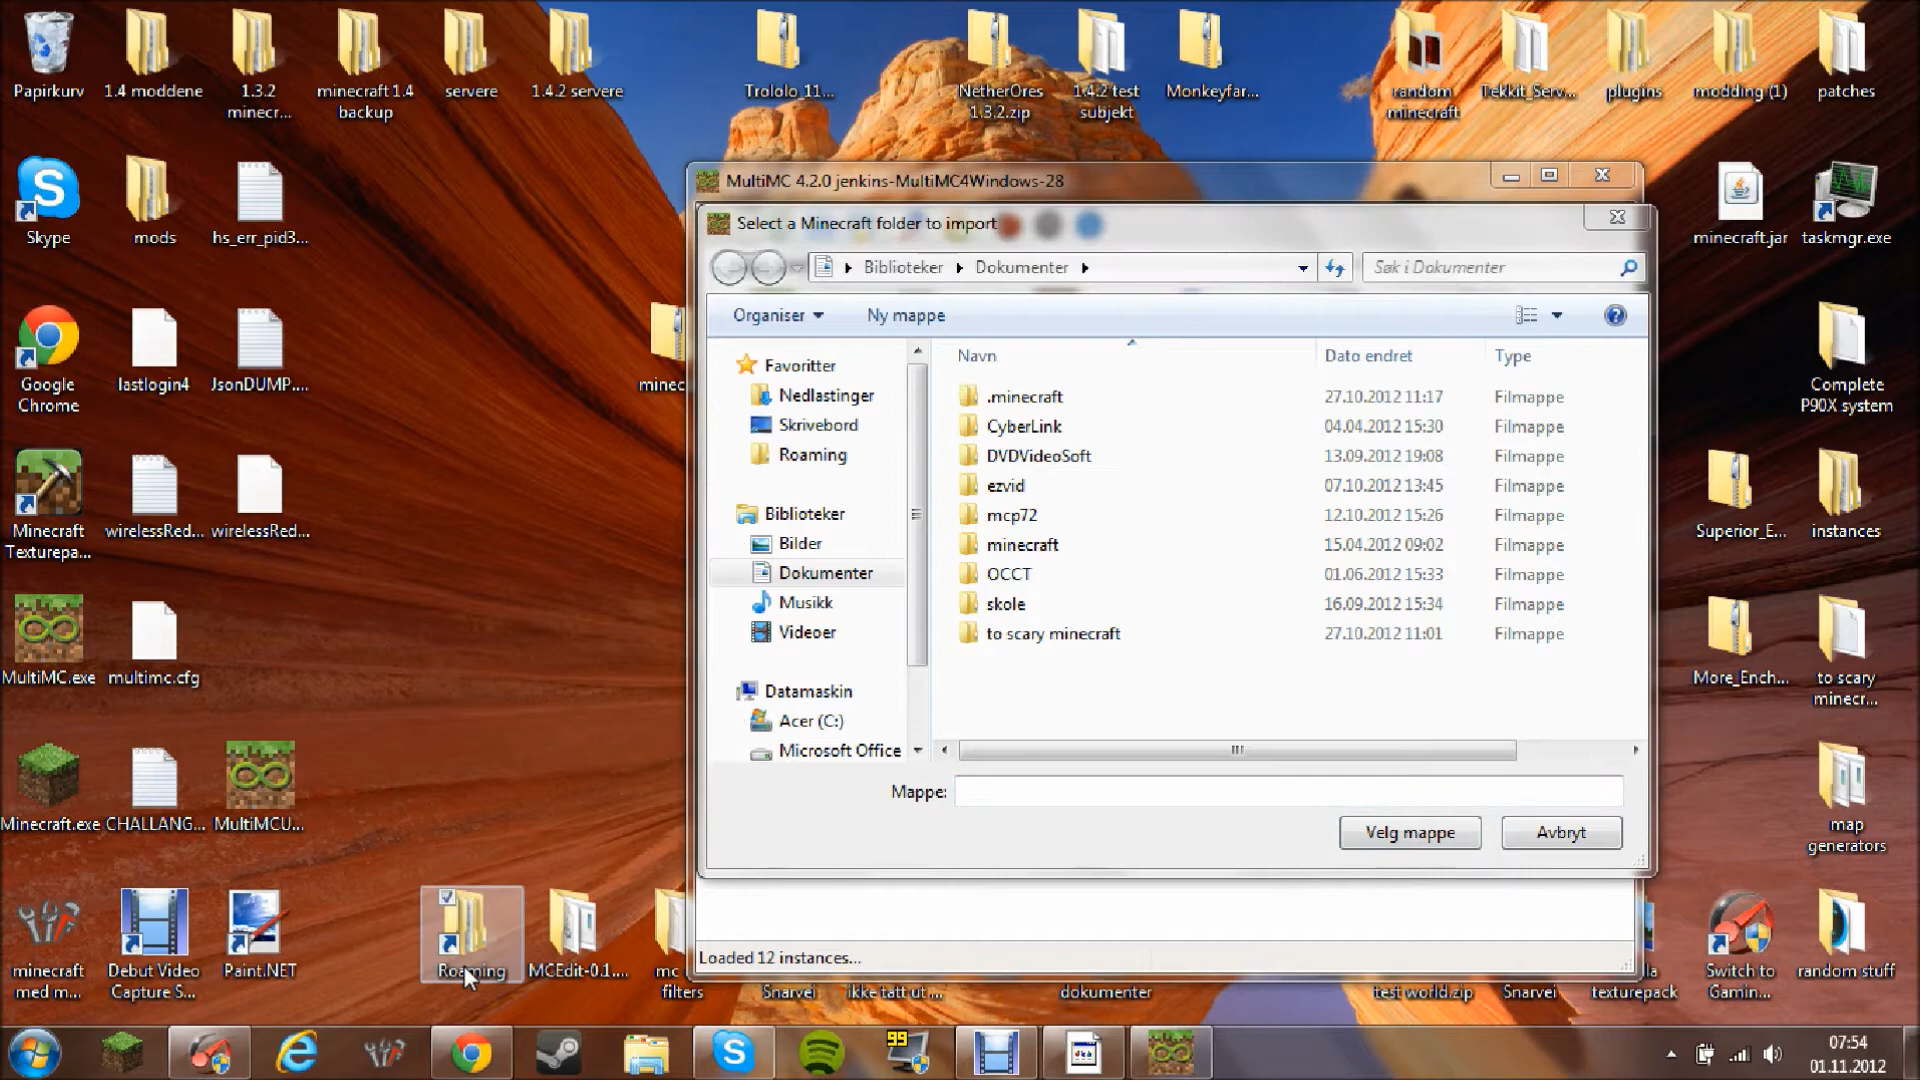 Papirkurv
1.4 moddene
1.3.2
minecr...
minecraft 1.4
backup
servere
1.4.2 servere
Trololo_11...
NetherOres
1.3.2.zip
1.4.2 test
subjekt
Monkeyfar...
random
minecraft
Tekkit_Serv...
plugins
modding (1)
patches
Skype
mods
hs_err_pid3...
minecraft.jar
taskmgr.exe
MultiMC 4.2.0 jenkins-MultiMC4Windows-28
Select a Minecraft folder to import
Biblioteker
Dokumenter
Søk i Dokumenter
Organiser
Ny mappe
Navn
Dato endret
Type
Favoritter
Nedlastinger
Skrivebord
Roaming
Biblioteker
Bilder
Dokumenter
Musikk
Videoer
Datamaskin
Acer (C:)
Microsoft Office
.minecraft 27.10.2012 11:17 Filmappe
CyberLink 04.04.2012 15:30 Filmappe
DVDVideoSoft 13.09.2012 19:08 Filmappe
ezvid 07.10.2012 13:45 Filmappe
mcp72 12.10.2012 15:26 Filmappe
minecraft 15.04.2012 09:02 Filmappe
OCCT 01.06.2012 15:33 Filmappe
skole 16.09.2012 15:34 Filmappe
to scary minecraft 27.10.2012 11:01 Filmappe
Mappe:
Velg mappe
Avbryt
Loaded 12 instances...
Google
Chrome
lastlogin4
JsonDUMP....
minec
Complete
P90X system
Minecraft
Texturepa...
wirelessRed...
wirelessRed...
Superior_E...
instances
MultiMC.exe
multimc.cfg
More_Ench...
to scary
minecr...
Minecraft.exe
CHALLANG...
MultiMCU...
map
generators
minecraft
med m...
Debut Video
Capture S...
Paint.NET
Roaming
MCEdit-0.1....
mc
filters
Snarvei
ikke tatt ut ...
dokumenter
test world.zip
Snarvei
la
texturepack
Switch to
Gamin...
random stuff
99
07:54
01.11.2012